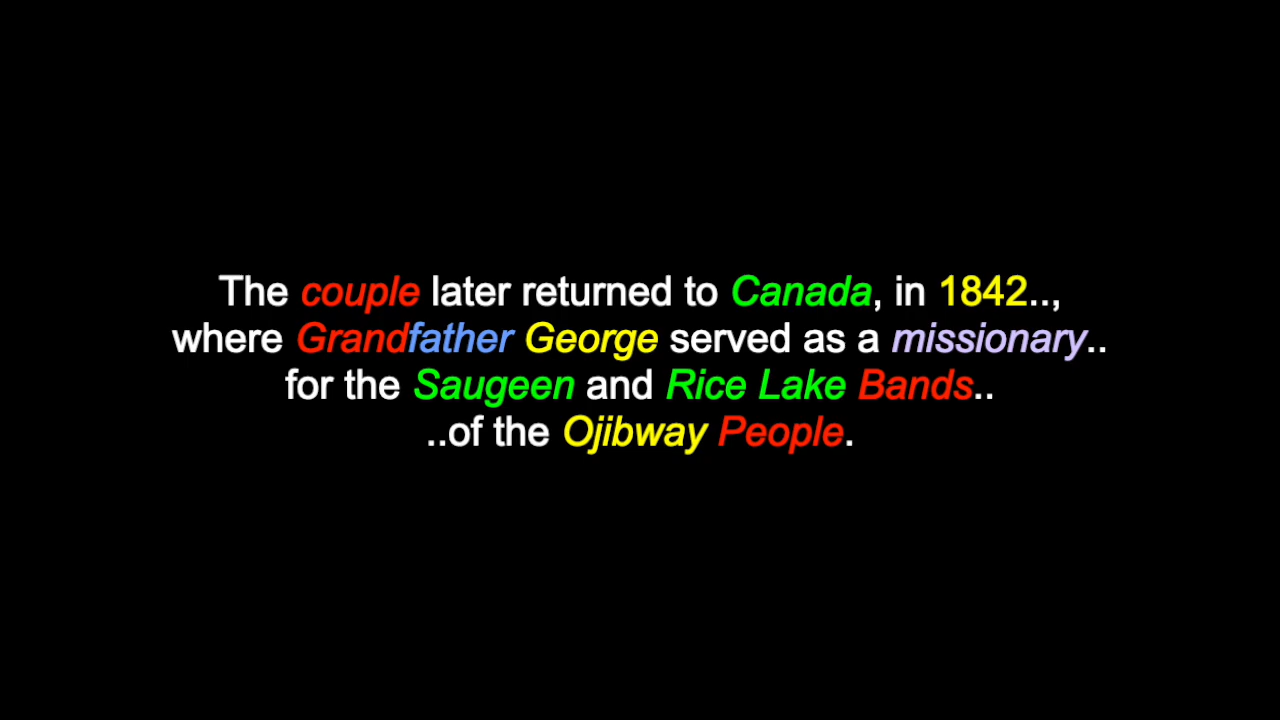 The couple later returned to Canada, in 1842..,
where Grandfather George served as a missionary..
for the Saugeen and Rice Lake Bands..
..of the Ojibway People.